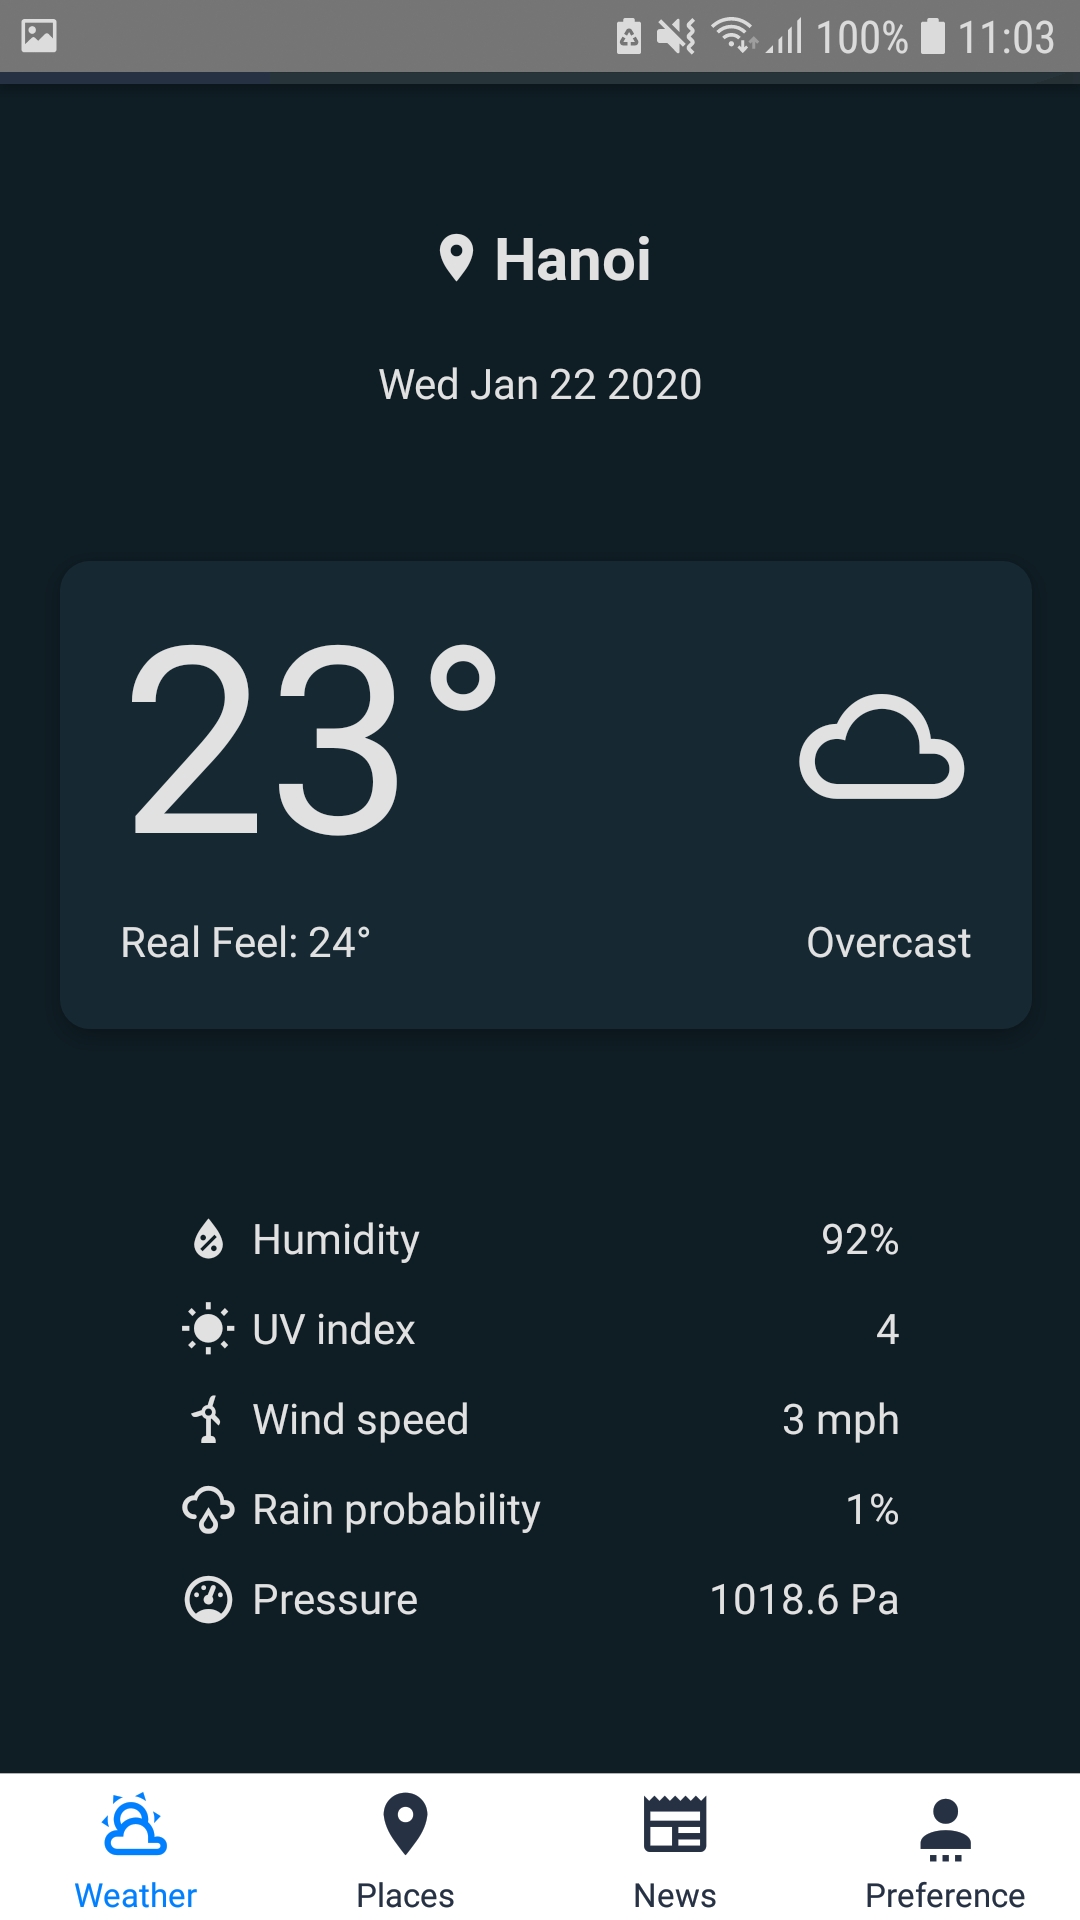 100% 11:03
Hanoi
Wed Jan 22 2020
23°
Real Feel: 24° Overcast
Humidity 92%
UV index 4
Wind speed 3 mph
Rain probability 1%
Pressure 1018.6 Pa
Weather Places News Preference